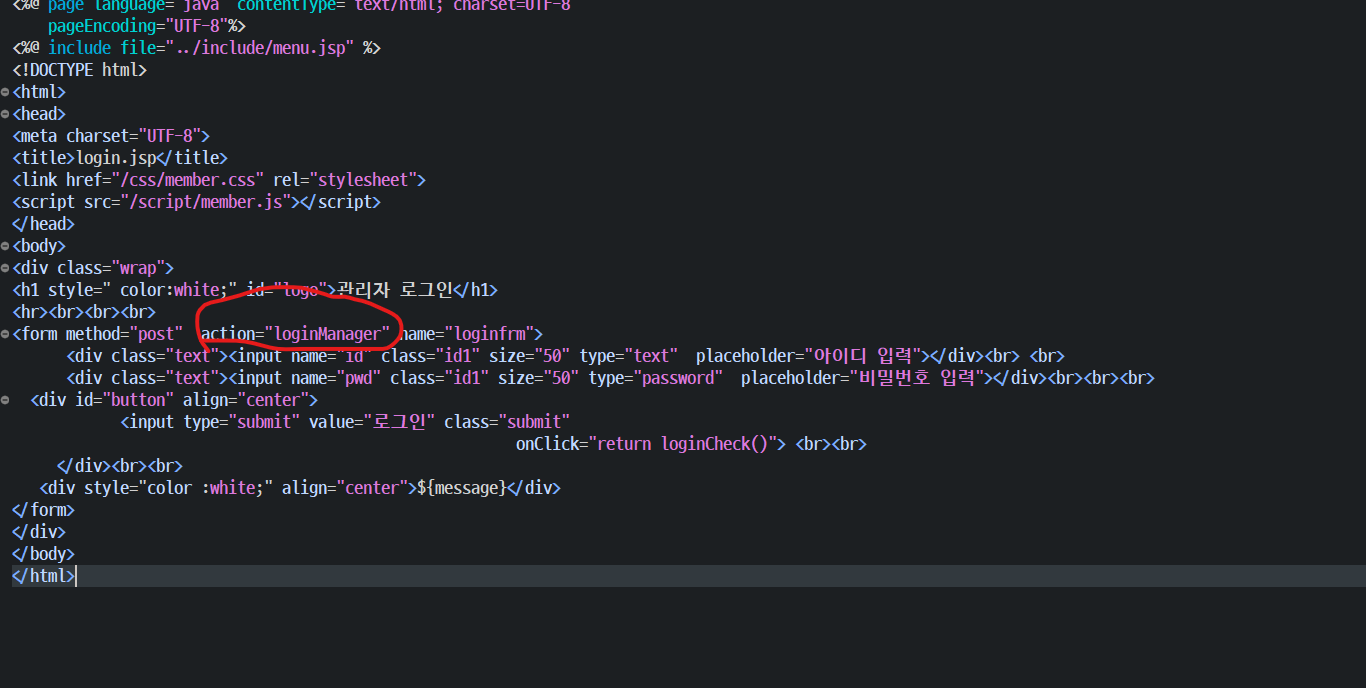 <%@ page language="java" contentType="text/html; charset=UTF-8"
pageEncoding="UTF-8"%>
<%@ include file="../include/menu.jsp" %>
<!DOCTYPE html>
<html>
<head>
<meta charset="UTF-8">
<title>login.jsp</title>
<link href="/css/member.css" rel="stylesheet">
<script src="/script/member.js"></script>
</head>
<body>
<div class="wrap">
<h1 style=" color:white;" id="logo">관리자 로그인</h1>
<hr><br><br><br>
<form method="post"  action="loginManager" name="loginfrm">
<div class="text"><input name="id" class="id1" size="50" type="text"  placeholder="아이디 입력"></div><br> <br>
<div class="text"><input name="pwd" class="id1" size="50" type="password"  placeholder="비밀번호 입력"></div><br><br><br>
<div id="button" align="center">
<input type="submit" value="로그인" class="submit"
onClick="return loginCheck()"> <br><br>
</div><br><br>
<div style="color :white;" align="center">${message}</div>
</form>
</div>
</body>
</html>